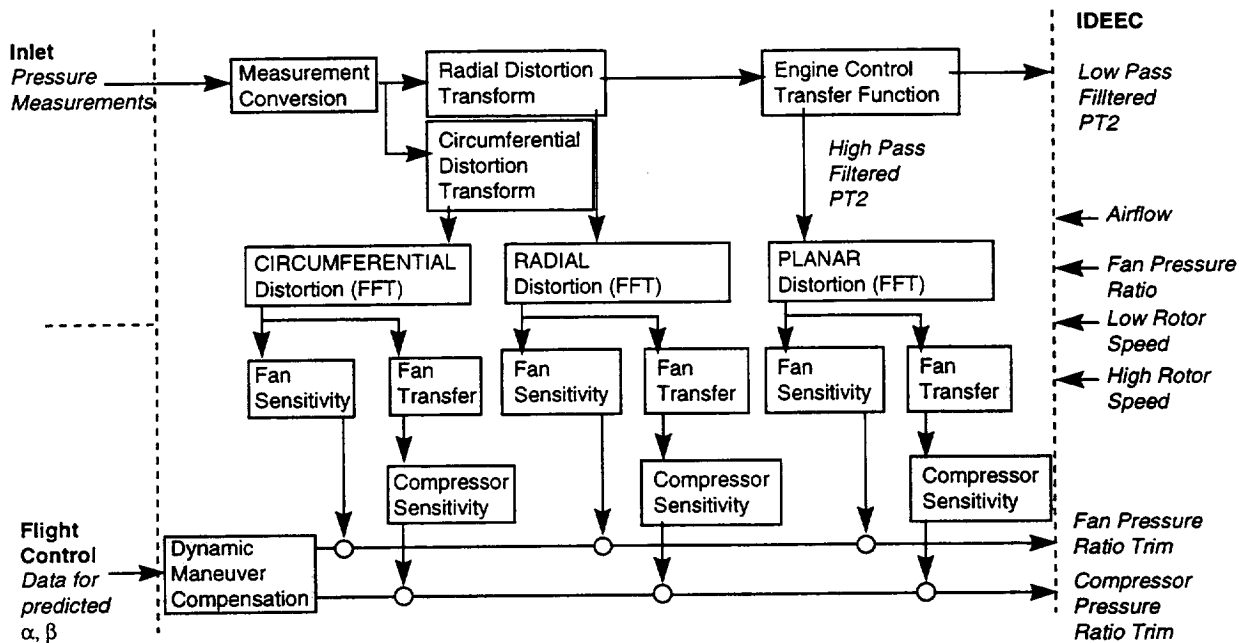 IDEEC
Inlet
Pressure
Measurements
Measurement
Conversion
Radial Distortion
Transform
Engine Control
Transfer Function
Low Pass
Filltered
PT2
Circumferential
Distortion
Transform
High Pass
Filtered
PT2
Airflow
CIRCUMFERENTIAL
Distortion (FFT)
RADIAL
Distortion (FFT)
PLANAR
Distortion (FFT)
Fan Pressure
Ratio
Low Rotor
Speed
High Rotor
Speed
Fan
Sensitivity
Fan
Transfer
Fan
Sensitivity
Fan
Transfer
Fan
Sensitivity
Fan
Transfer
Compressor
Sensitivity
Compressor
Sensitivity
Compressor
Sensitivity
Flight
Control
Data for
predicted
α, β
Dynamic
Maneuver
Compensation
Fan Pressure
Ratio Trim
Compressor
Pressure
Ratio Trim